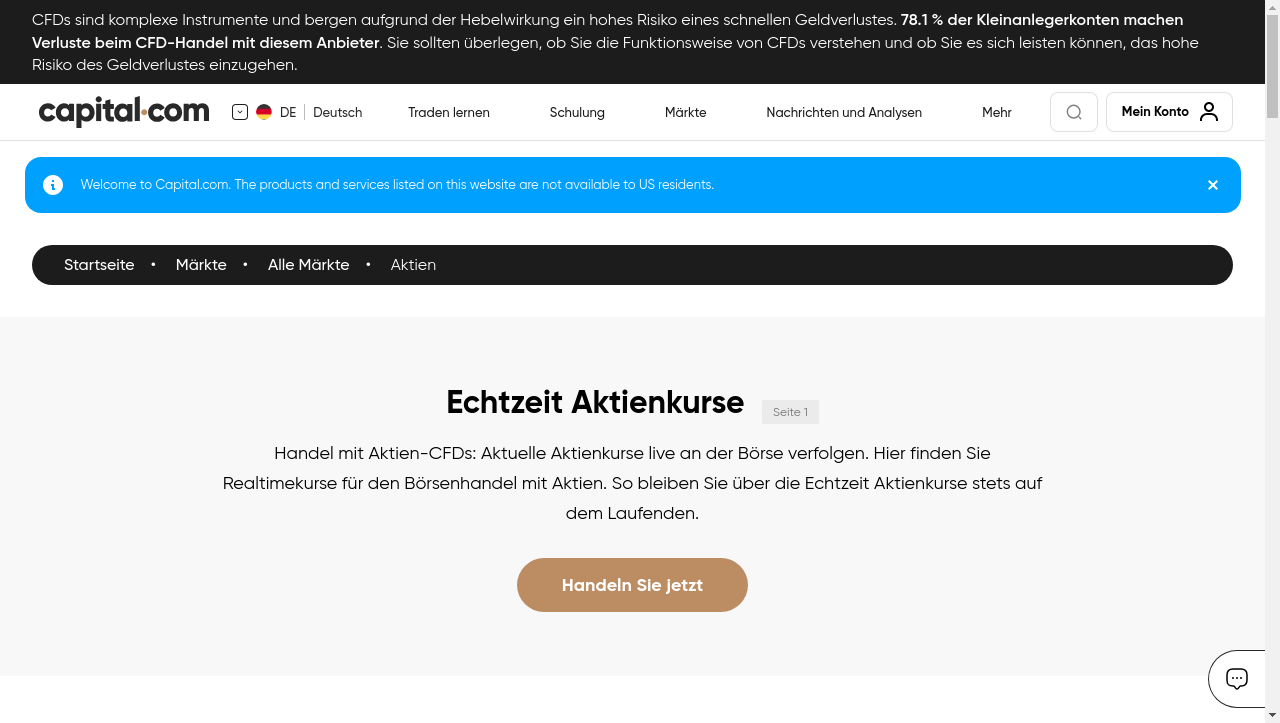 CFDs sind komplexe Instrumente und bergen aufgrund der Hebelwirkung ein hohes Risiko eines schnellen Geldverlustes. 78.1 % der Kleinanlegerkonten machen
Verluste beim CFD-Handel mit diesem Anbieter. Sie sollten überlegen, ob Sie die Funktionsweise von CFDs verstehen und ob Sie es sich leisten können, das hohe
Risiko des Geldverlustes einzugehen.
capital.com DE Deutsch Traden lernen Schulung Märkte Nachrichten und Analysen Mehr Mein Konto
Welcome to Capital.com. The products and services listed on this website are not available to US residents.
Startseite • Märkte • Alle Märkte • Aktien
Echtzeit Aktienkurse Seite 1
Handel mit Aktien-CFDs: Aktuelle Aktienkurse live an der Börse verfolgen. Hier finden Sie
Realtimekurse für den Börsenhandel mit Aktien. So bleiben Sie über die Echtzeit Aktienkurse stets auf
dem Laufenden.
Handeln Sie jetzt